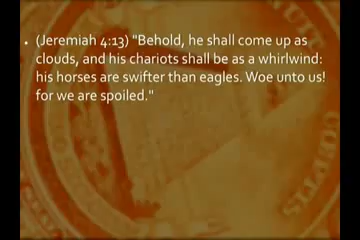 • (Jeremiah 4:13) "Behold, he shall come up as
clouds, and his chariots shall be as a whirlwind:
his horses are swifter than eagles. Woe unto us!
for we are spoiled."
COEPTIS